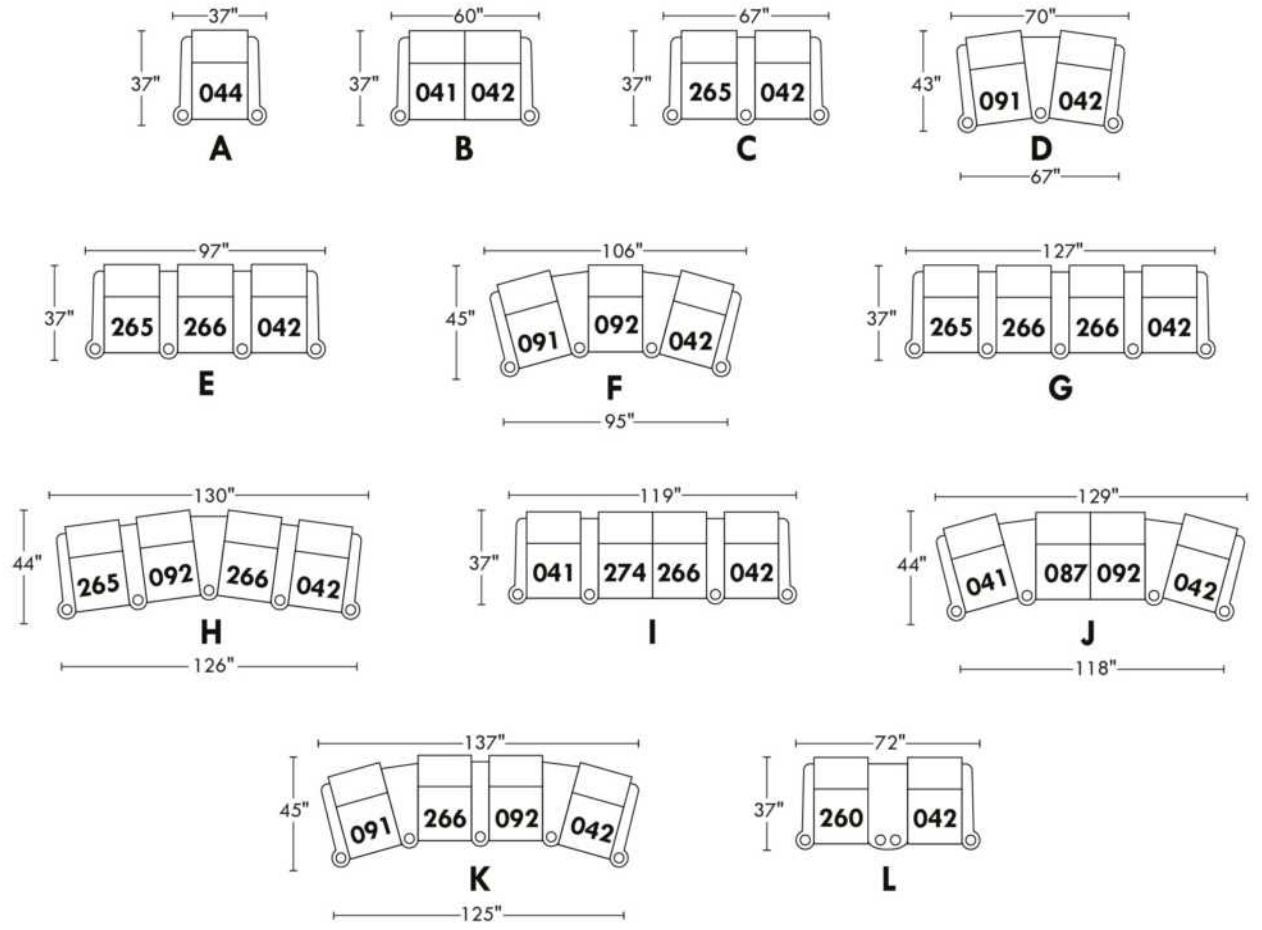 37" 60" 67" 70"
37" 044 37" 041 042 37" 265 042 43" 091 042
A B C D
67"
97" 106" 127"
37" 265 266 042 45" 091 092 042 37" 265 266 266 042
E F G
95"
130" 119" 129"
44" 265 092 266 042 37" 041 274 266 042 44" 041 087 092 042
H I J
126" 118"
137" 72"
45" 091 266 092 042 37" 260 042
K L
125"